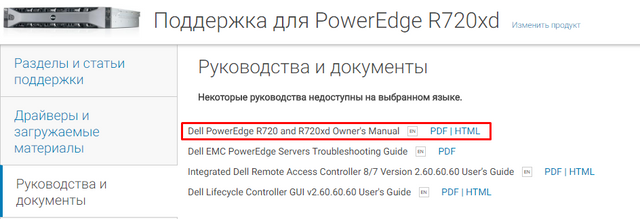 Поддержка для PowerEdge R720xd Изменить продукт
Разделы и статьи
поддержки
Драйверы и
загружаемые
материалы
Руководства и
документы
Руководства и документы
Некоторые руководства недоступны на выбранном языке.
Dell PowerEdge R720 and R720xd Owner's Manual EN PDF | HTML
Dell EMC PowerEdge Servers Troubleshooting Guide EN PDF
Integrated Dell Remote Access Controller 8/7 Version 2.60.60.60 User's Guide EN PDF | HTML
Dell Lifecycle Controller GUI v2.60.60.60 User's Guide EN PDF | HTML